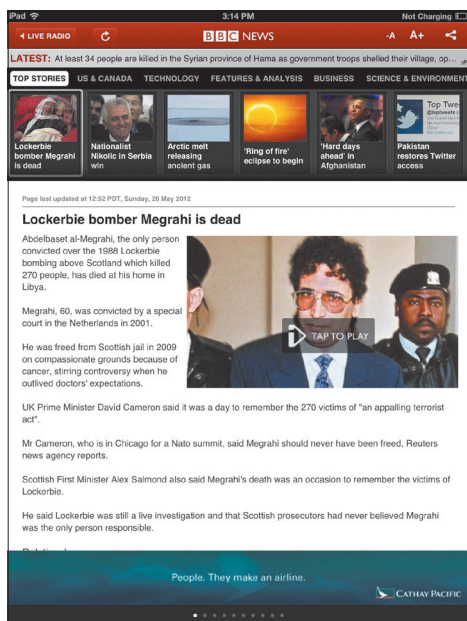 iPad
3:14 PM
Not Charging
LIVE RADIO
BBC NEWS
-A A+
LATEST: At least 34 people are killed in the Syrian province of Hama as government troops shelled their village, op...
TOP STORIES US & CANADA TECHNOLOGY FEATURES & ANALYSIS BUSINESS SCIENCE & ENVIRONMENT
Lockerbie
bomber Megrahi
is dead
Nationalist
Nikolic in Serbia
win
Arctic melt
releasing
ancient gas
'Ring of fire'
eclipse to begin
'Hard days
ahead' in
Afghanistan
Top Twe
@taptweets
Pakistan
restores Twitter
access
Page last updated at 12:52 PDT, Sunday, 20 May 2012
Lockerbie bomber Megrahi is dead
Abdelbaset al-Megrahi, the only person
convicted over the 1988 Lockerbie
bombing above Scotland which killed
270 people, has died at his home in
Libya.
Megrahi, 60, was convicted by a special
court in the Netherlands in 2001.
He was freed from Scottish jail in 2009
on compassionate grounds because of
cancer, stirring controversy when he
outlived doctors' expectations.
TAP TO PLAY
UK Prime Minister David Cameron said it was a day to remember the 270 victims of "an appalling terrorist
act".
Mr Cameron, who is in Chicago for a Nato summit, said Megrahi should never have been freed, Reuters
news agency reports.
Scottish First Minister Alex Salmond also said Megrahi's death was an occasion to remember the victims of
Lockerbie.
He said Lockerbie was still a live investigation and that Scottish prosecutors had never believed Megrahi
was the only person responsible.
People. They make an airline.
CATHAY PACIFIC